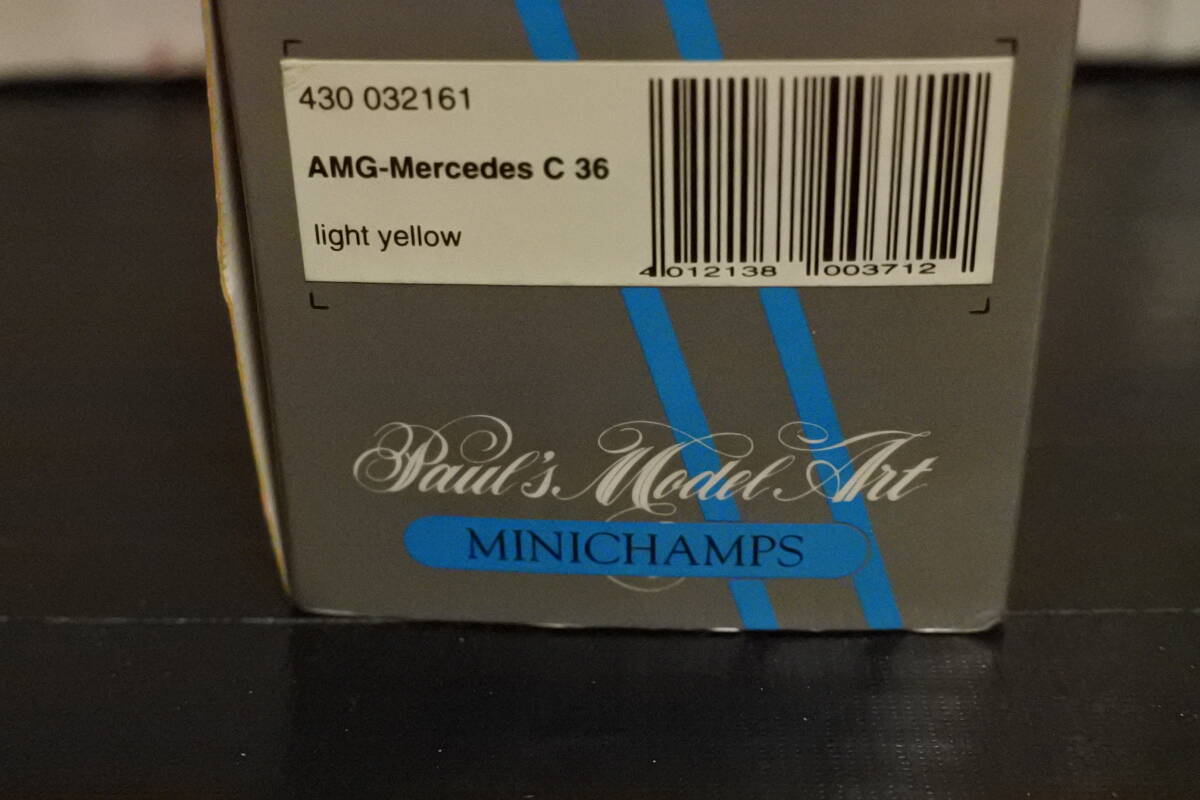 430 032161
AMG-Mercedes C 36
light yellow
4 012138 003712
Paul's Model Art
MINICHAMPS